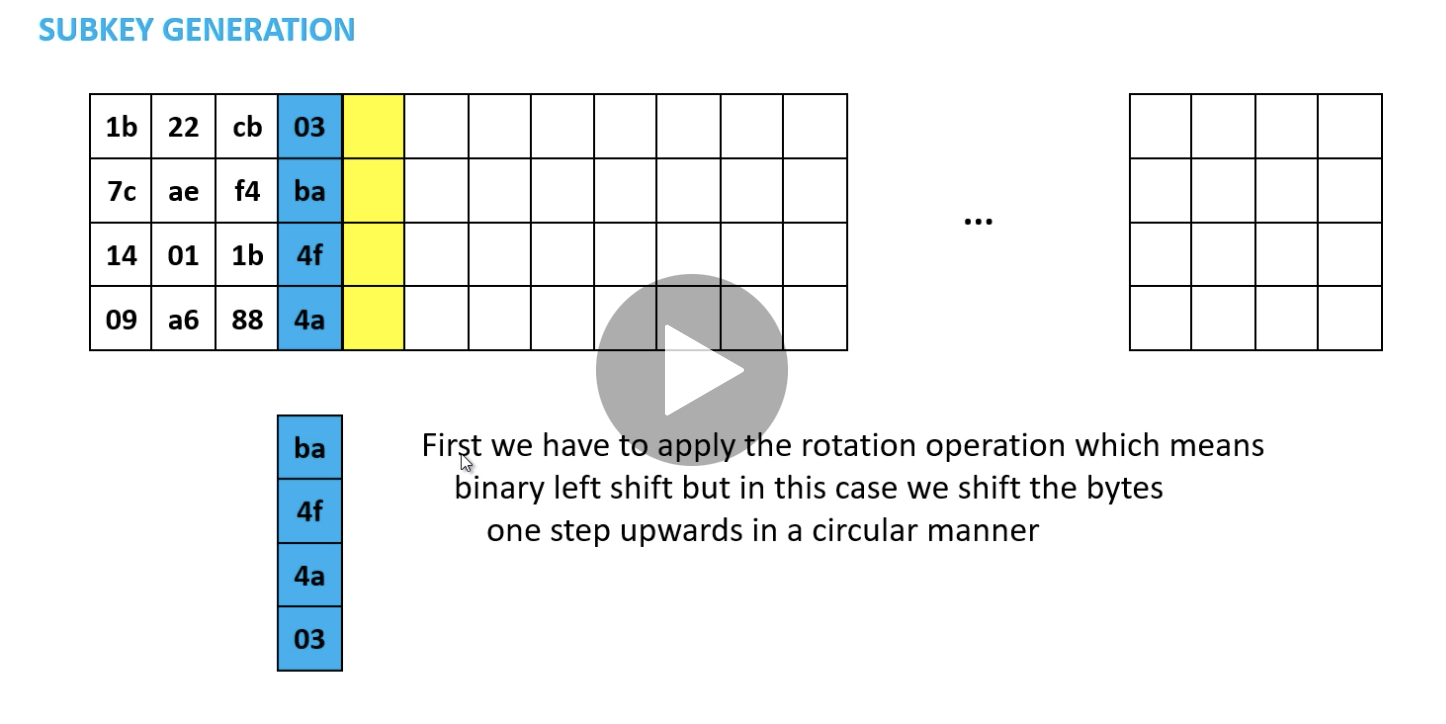 SUBKEY GENERATION
1b 22 cb 03
7c ae f4 ba
14 01 1b 4f
09 a6 88 4a
...
ba
4f
4a
03
First we have to apply the rotation operation which means
binary left shift but in this case we shift the bytes
one step upwards in a circular manner